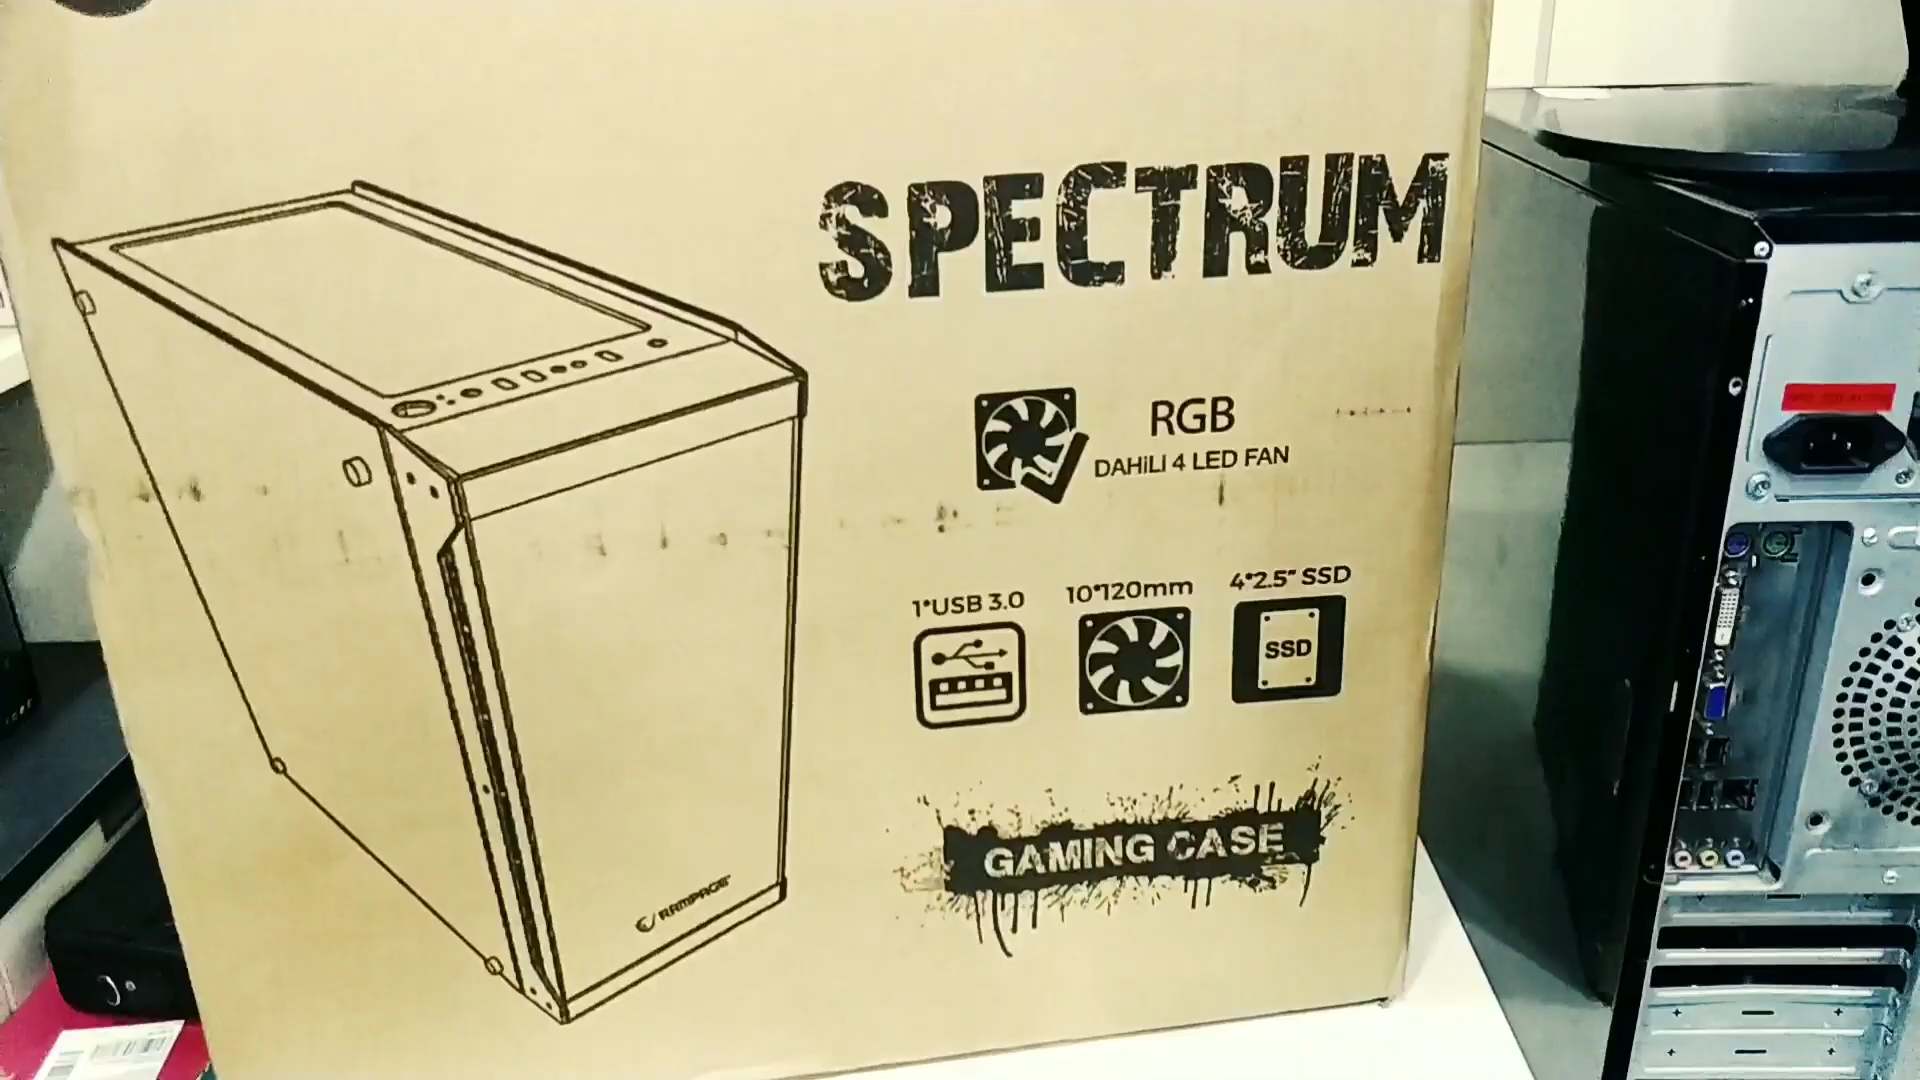 SPECTRUM
RGB
DAHiLi 4 LED FAN
1*USB 3.0
10*120mm
4*2.5" SSD
SSD
GAMING CASE
RAMPAGE